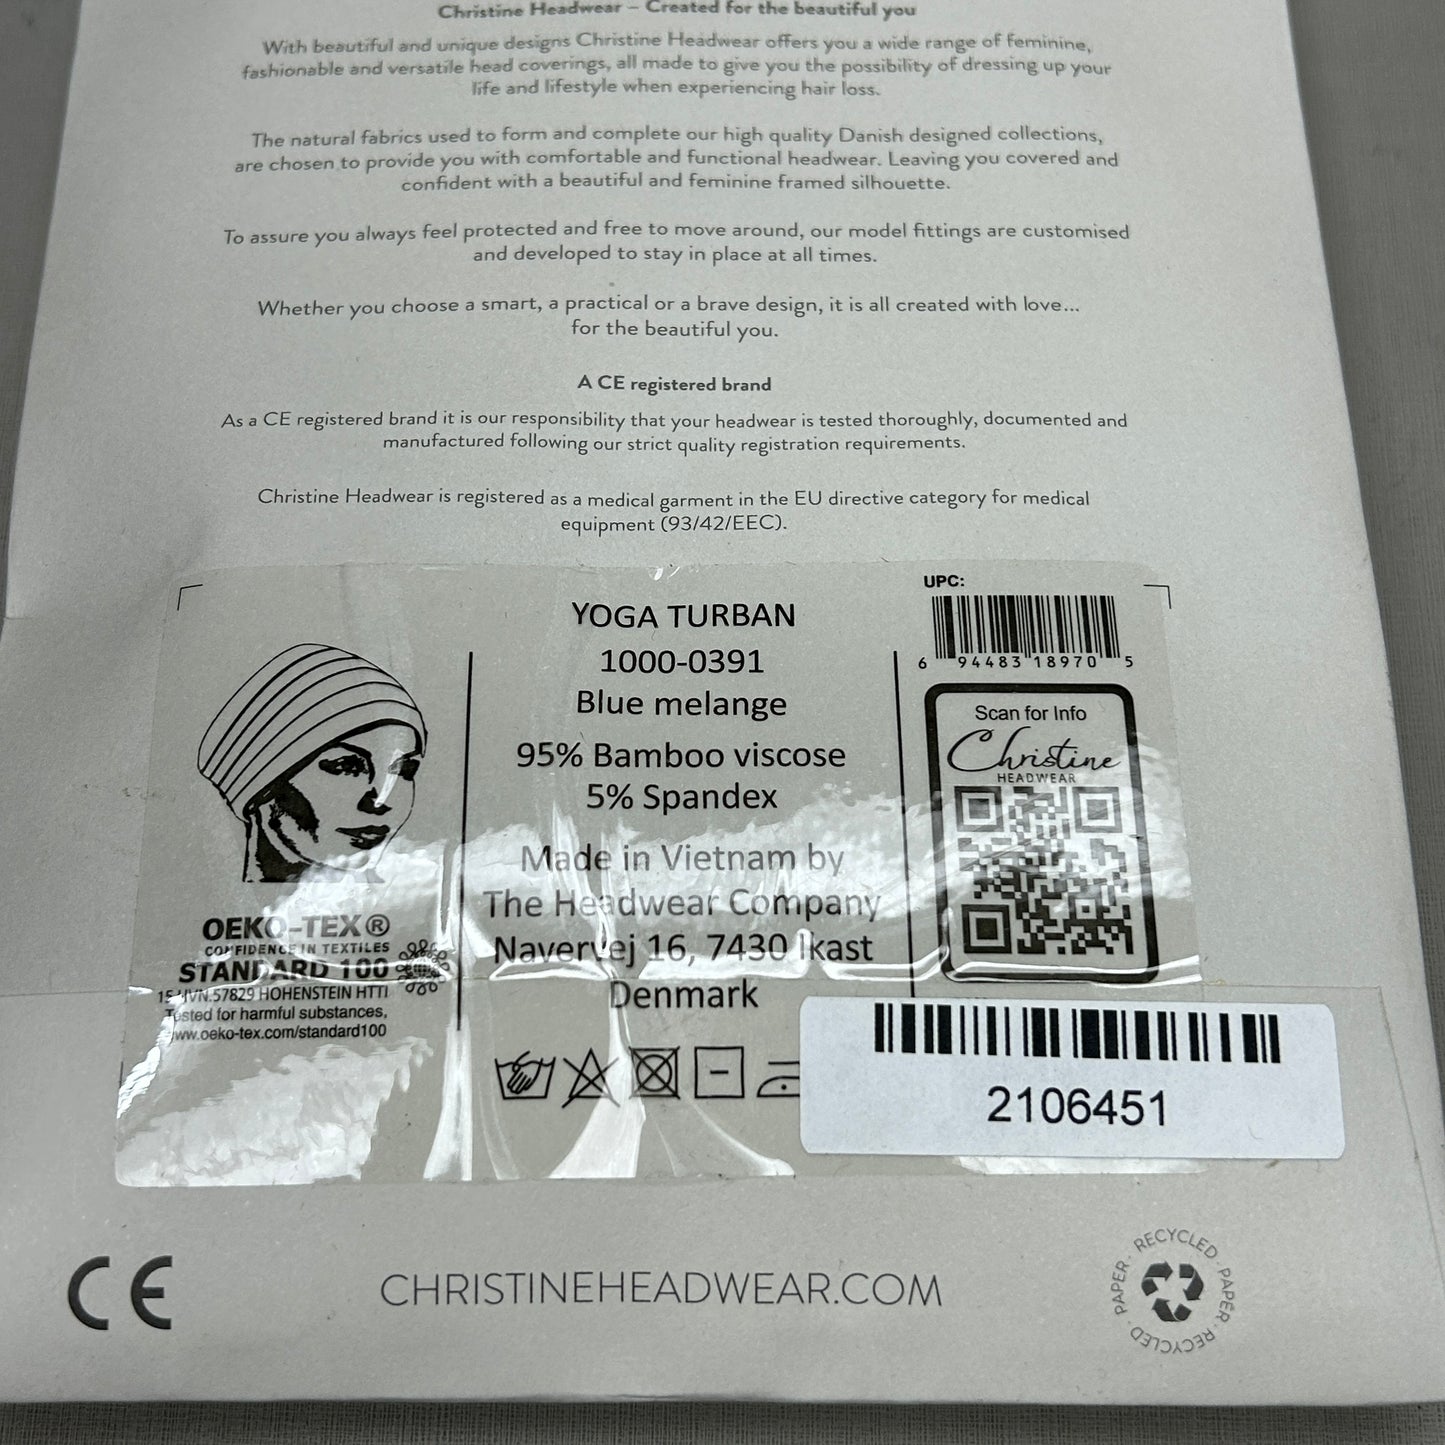 Christine Headwear – Created for the beautiful you
With beautiful and unique designs Christine Headwear offers you a wide range of feminine,
fashionable and versatile head coverings, all made to give you the possibility of dressing up your
life and lifestyle when experiencing hair loss.
The natural fabrics used to form and complete our high quality Danish designed collections,
are chosen to provide you with comfortable and functional headwear. Leaving you covered and
confident with a beautiful and feminine framed silhouette.
To assure you always feel protected and free to move around, our model fittings are customised
and developed to stay in place at all times.
Whether you choose a smart, a practical or a brave design, it is all created with love...
for the beautiful you.
A CE registered brand
As a CE registered brand it is our responsibility that your headwear is tested thoroughly, documented and
manufactured following our strict quality registration requirements.
Christine Headwear is registered as a medical garment in the EU directive category for medical
equipment (93/42/EEC).
YOGA TURBAN
1000-0391
Blue melange
95% Bamboo viscose
5% Spandex
Made in Vietnam by
The Headwear Company
Navervej 16, 7430 Ikast
Denmark
OEKO-TEX®
CONFIDENCE IN TEXTILES
STANDARD 100
57829 HOHENSTEIN HTTI
Tested for harmful substances,
www.oeko-tex.com/standard100
UPC:
6 94483 18970 5
Scan for Info
Christine
HEADWEAR
2106451
CE
CHRISTINEHEADWEAR.COM
RECYCLED · PAPER · RECYCLED · PAPER ·